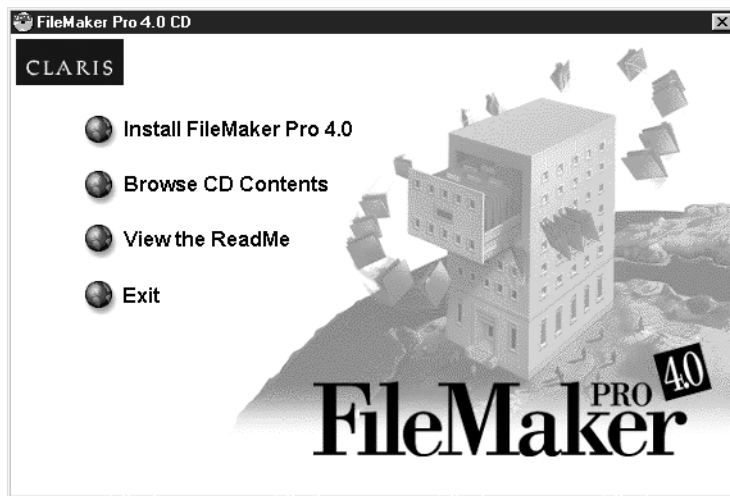 FileMaker Pro 4.0 CD
CLARIS
Install FileMaker Pro 4.0
Browse CD Contents
View the ReadMe
Exit
FileMaker PRO 4.0